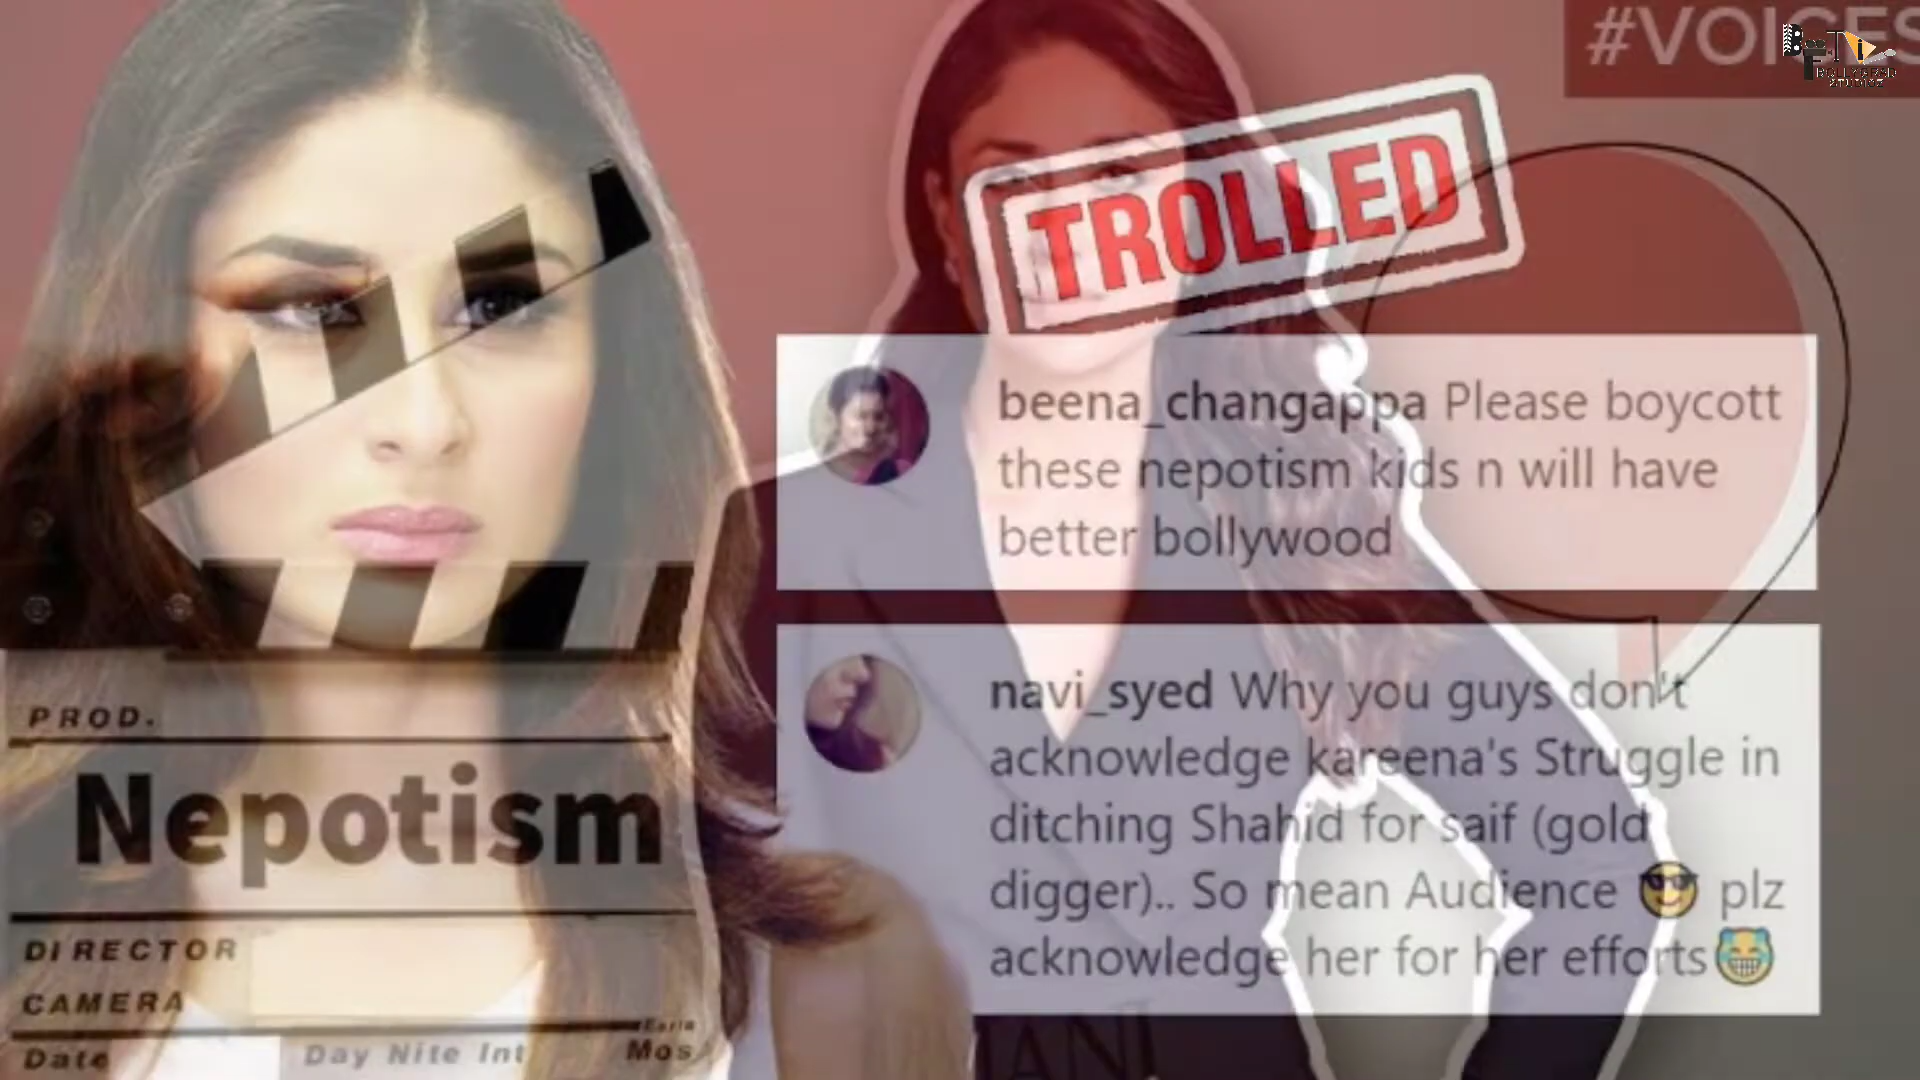 #VOICES
BOLLYFRSD
STUDIOS
TROLLED
beena_changappa Please boycott
these nepotism kids n will have
better bollywood
navi_syed Why you guys don't
acknowledge kareena's Struggle in
ditching Shahid for saif (gold
digger).. So mean Audience 😎 plz
acknowledge her for her efforts😹
PROD.
Nepotism
DIRECTOR
CAMERA
Date Day Nite Int Mos